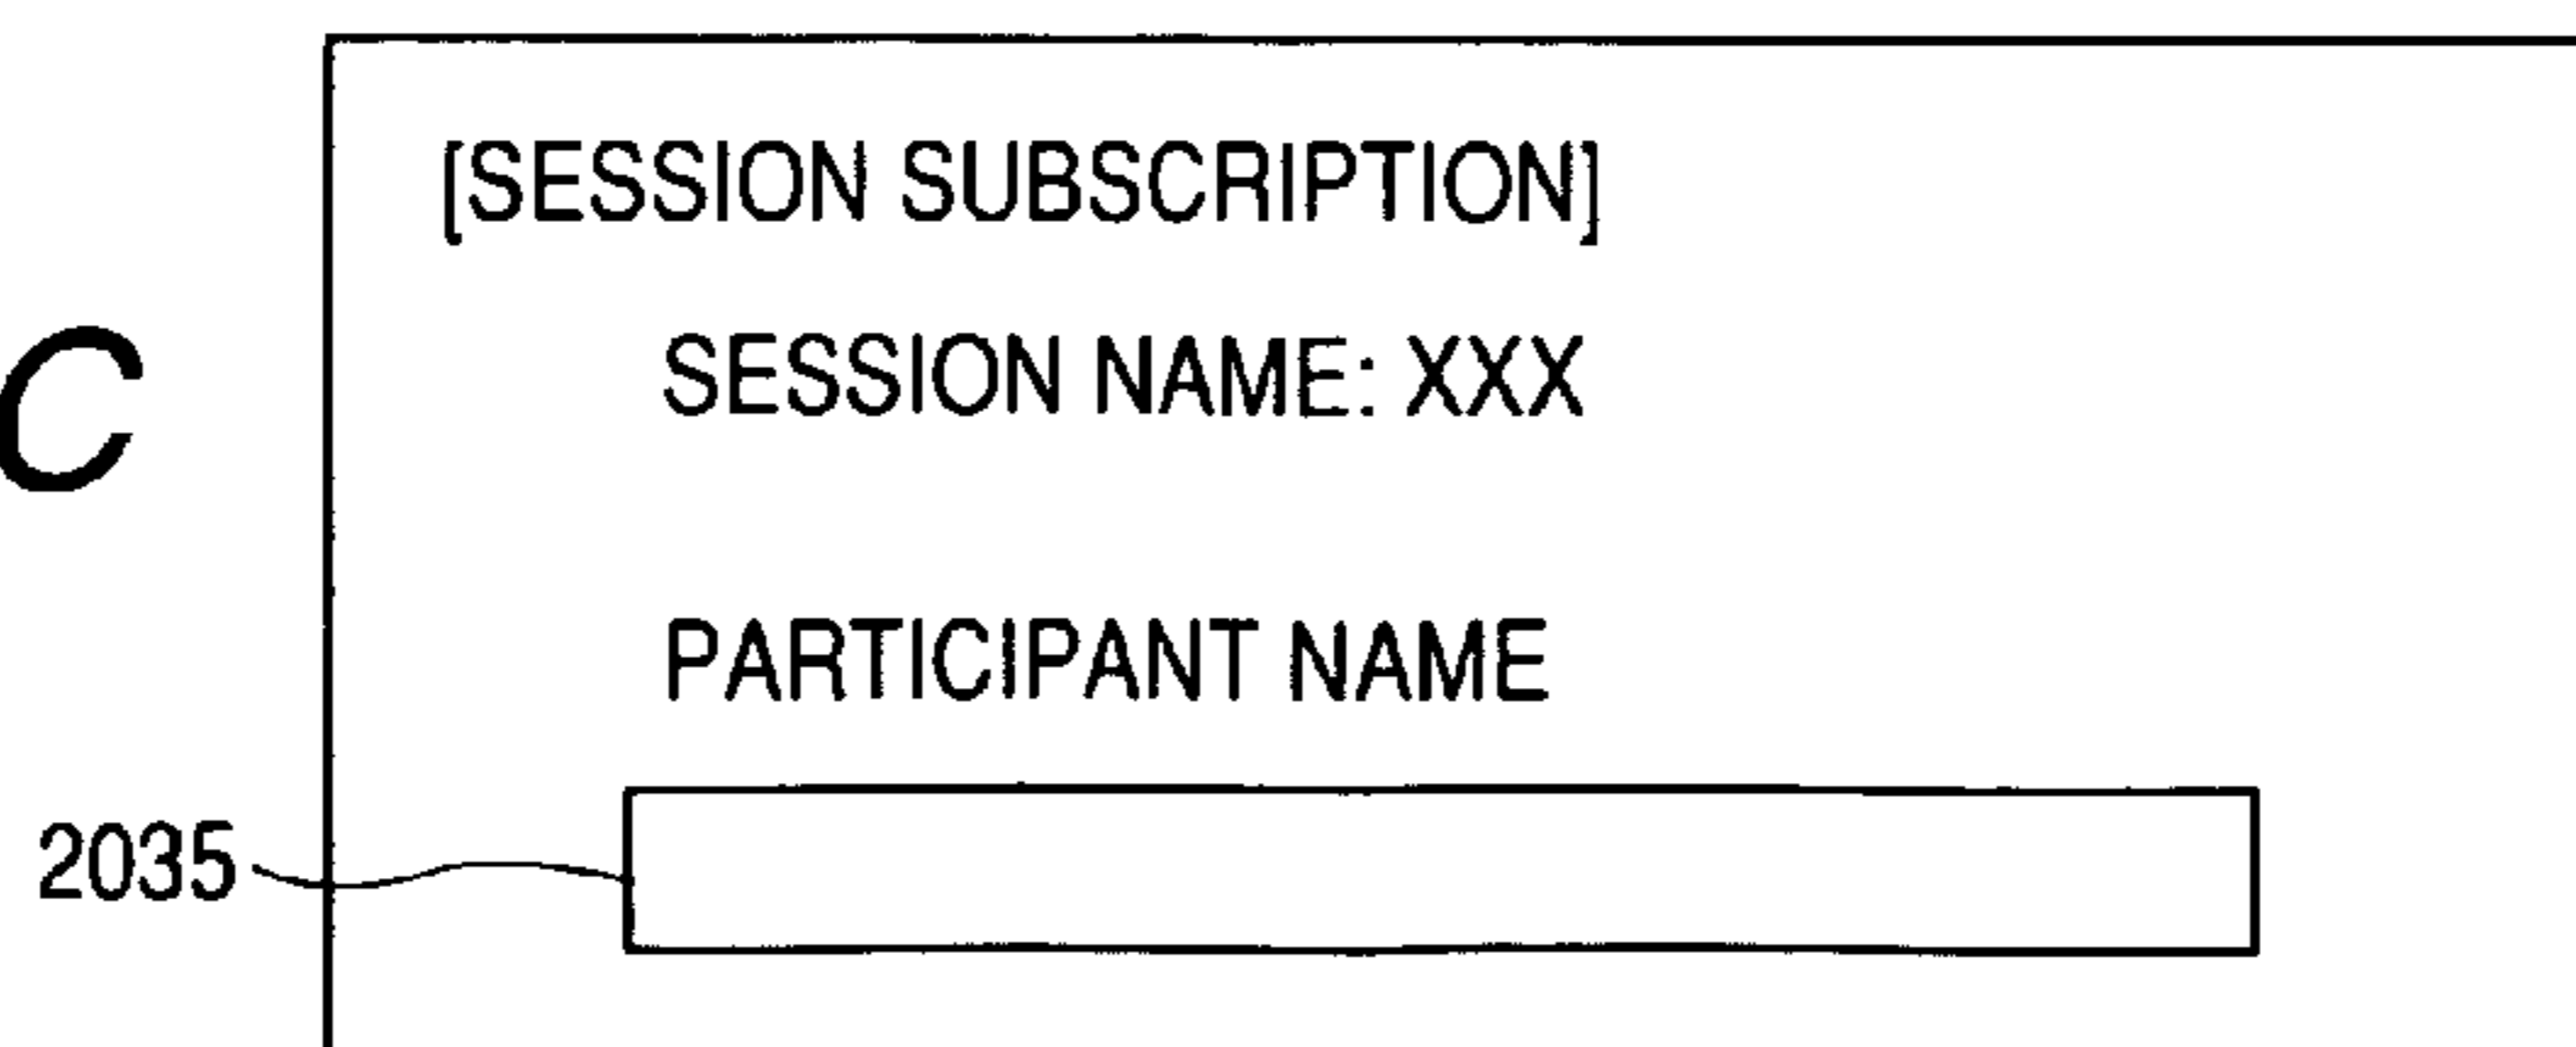 [SESSION SUBSCRIPTION]
SESSION NAME: XXX
C
PARTICIPANT NAME
2035